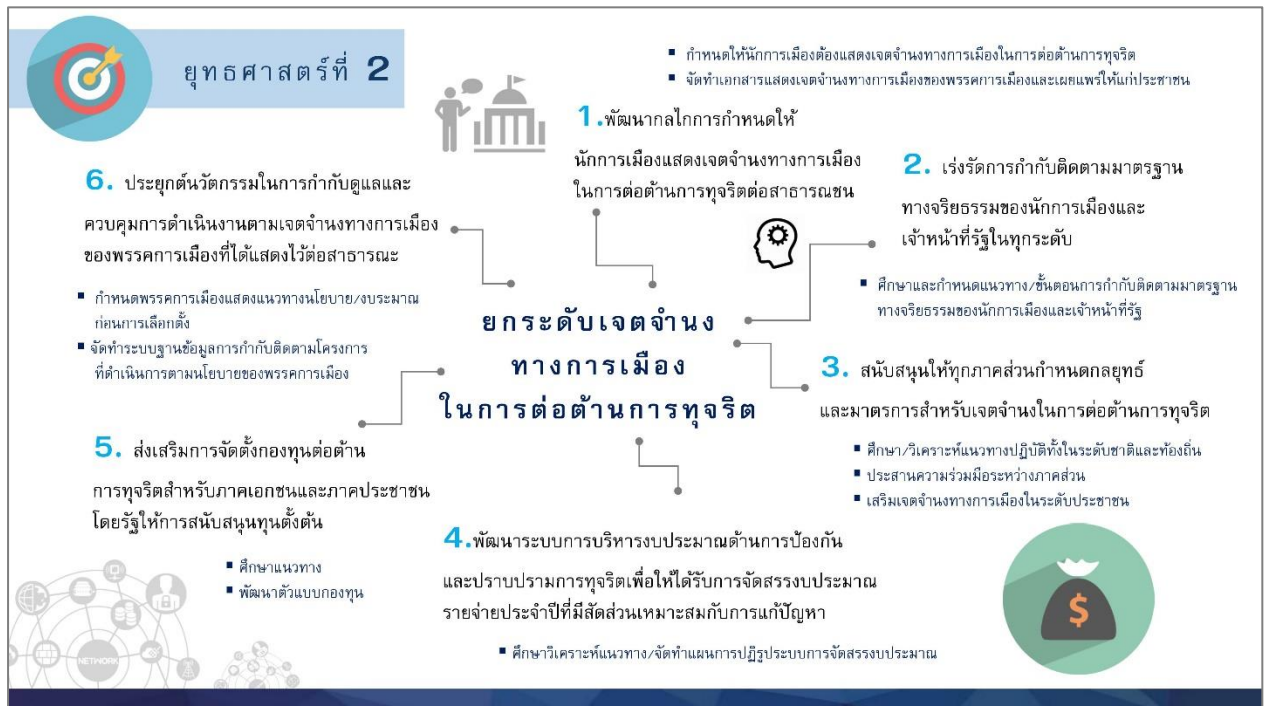 ยุทธศาสตร์ที่ 2
▪ กำหนดให้นักการเมืองต้องแสดงเจตจำนงทางการเมืองในการต่อต้านการทุจริต
▪ จัดทำเอกสารแสดงเจตจำนงทางการเมืองของพรรคการเมืองและเผยแพร่ให้แก่ประชาชน
1.พัฒนากลไกการกำหนดให้
นักการเมืองแสดงเจตจำนงทางการเมือง
ในการต่อต้านการทุจริตต่อสาธารณชน
2. เร่งรัดการกำกับติดตามมาตรฐาน
ทางจริยธรรมของนักการเมืองและ
เจ้าหน้าที่รัฐในทุกระดับ
▪ ศึกษาและกำหนดแนวทาง/ขั้นตอนการกำกับติดตามมาตรฐาน
ทางจริยธรรมของนักการเมืองและเจ้าหน้าที่รัฐ
3. สนับสนุนให้ทุกภาคส่วนกำหนดกลยุทธ์
และมาตรการสำหรับเจตจำนงในการต่อต้านการทุจริต
▪ ศึกษา/วิเคราะห์แนวทางปฏิบัติทั้งในระดับชาติและท้องถิ่น
▪ ประสานความร่วมมือระหว่างภาคส่วน
▪ เสริมเจตจำนงทางการเมืองในระดับประชาชน
ยกระดับเจตจำนง
ทางการเมือง
ในการต่อต้านการทุจริต
4.พัฒนาระบบการบริหารงบประมาณด้านการป้องกัน
และปราบปรามการทุจริตเพื่อให้ได้รับการจัดสรรงบประมาณ
รายจ่ายประจำปีที่มีสัดส่วนเหมาะสมกับการแก้ปัญหา
▪ ศึกษาวิเคราะห์แนวทาง/จัดทำแผนการปฏิรูประบบการจัดสรรงบประมาณ
5. ส่งเสริมการจัดตั้งกองทุนต่อต้าน
การทุจริตสำหรับภาคเอกชนและภาคประชาชน
โดยรัฐให้การสนับสนุนทุนตั้งต้น
▪ ศึกษาแนวทาง
▪ พัฒนาตัวแบบกองทุน
6. ประยุกต์นวัตกรรมในการกำกับดูแลและ
ควบคุมการดำเนินงานตามเจตจำนงทางการเมือง
ของพรรคการเมืองที่ได้แสดงไว้ต่อสาธารณะ
▪ กำหนดพรรคการเมืองแสดงแนวทางนโยบาย/งบประมาณ
ก่อนการเลือกตั้ง
▪ จัดทำระบบฐานข้อมูลการกำกับติดตามโครงการ
ที่ดำเนินการตามนโยบายของพรรคการเมือง
NETWORK
$